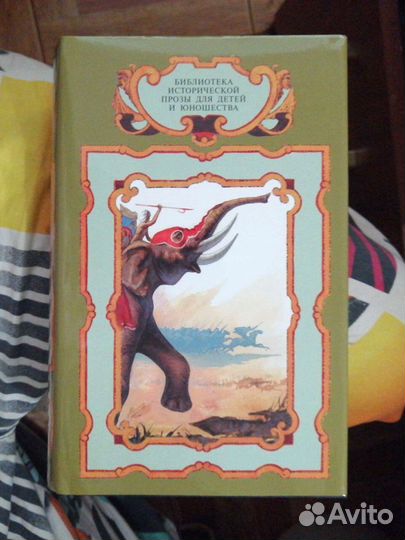 БИБЛИОТЕКА
ИСТОРИЧЕСКОЙ
ПРОЗЫ ДЛЯ ДЕТЕЙ
И ЮНОШЕСТВА
Avito